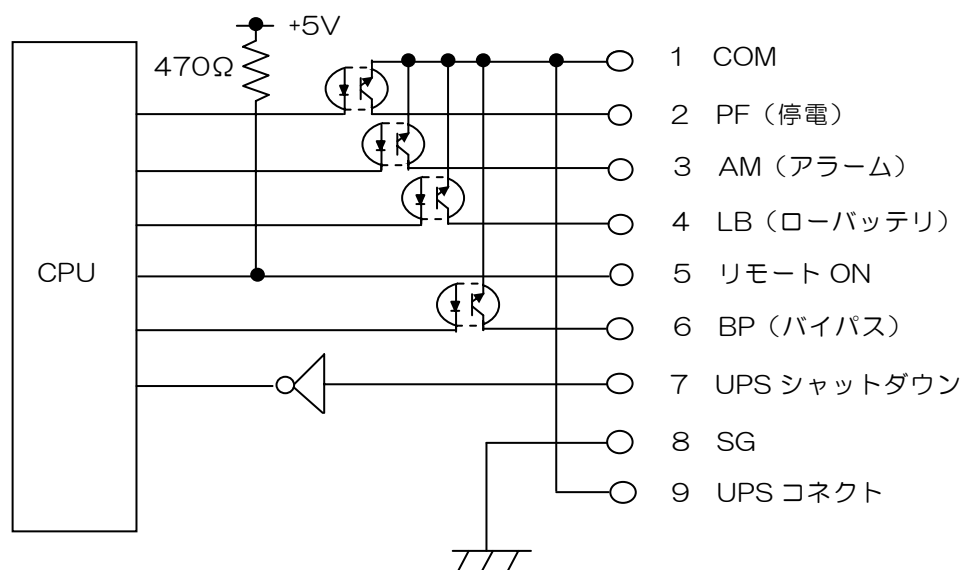 +5V
470Ω
1 COM
2 PF（停電）
3 AM（アラーム）
4 LB（ローバッテリ）
CPU
5 リモート ON
6 BP（バイパス）
7 UPS シャットダウン
8 SG
9 UPS コネクト